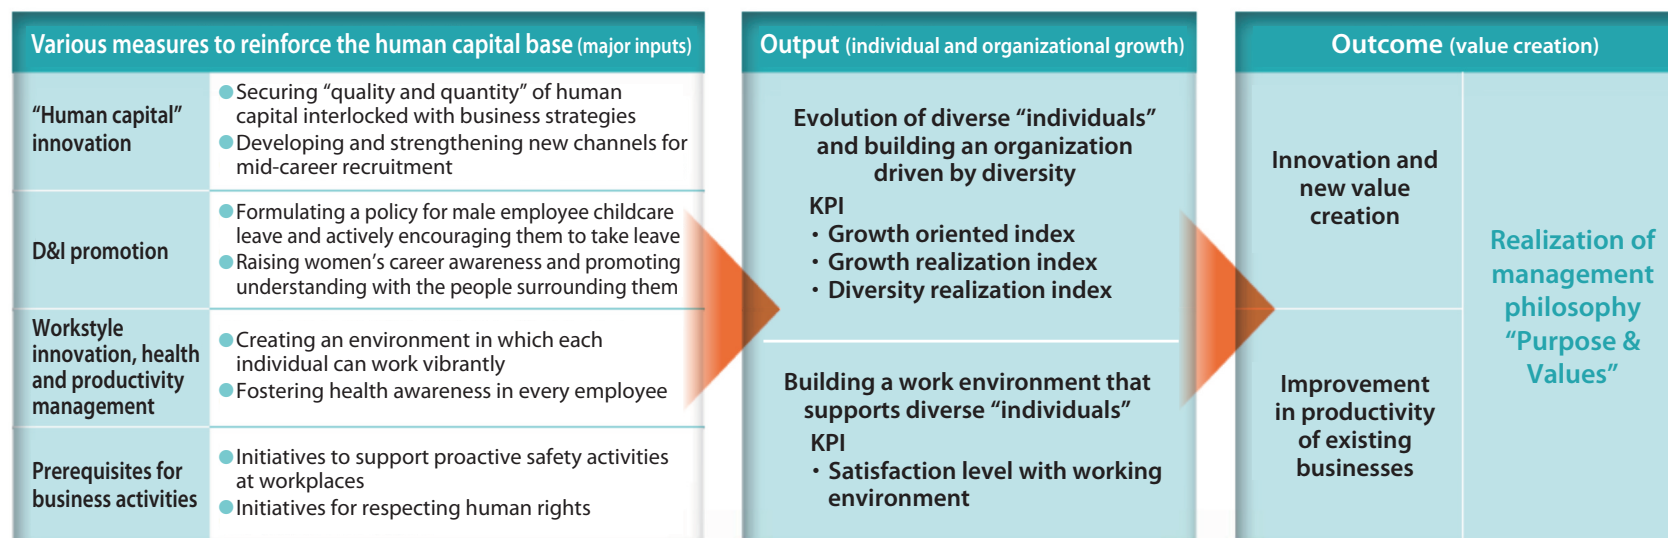 Various measures to reinforce the human capital base (major inputs)
“Human capital”
innovation
●Securing “quality and quantity” of human
capital interlocked with business strategies
●Developing and strengthening new channels for
mid-career recruitment
D&I promotion
●Formulating a policy for male employee childcare
leave and actively encouraging them to take leave
●Raising women’s career awareness and promoting
understanding with the people surrounding them
Workstyle
innovation, health
and productivity
management
●Creating an environment in which each
individual can work vibrantly
●Fostering health awareness in every employee
Prerequisites for
business activities
●Initiatives to support proactive safety activities
at workplaces
●Initiatives for respecting human rights
Output (individual and organizational growth)
Evolution of diverse “individuals”
and building an organization
driven by diversity
KPI
・Growth oriented index
・Growth realization index
・Diversity realization index
Building a work environment that
supports diverse “individuals”
KPI
・Satisfaction level with working
environment
Outcome (value creation)
Innovation and
new value
creation
Improvement
in productivity
of existing
businesses
Realization of
management
philosophy
“Purpose &
Values”